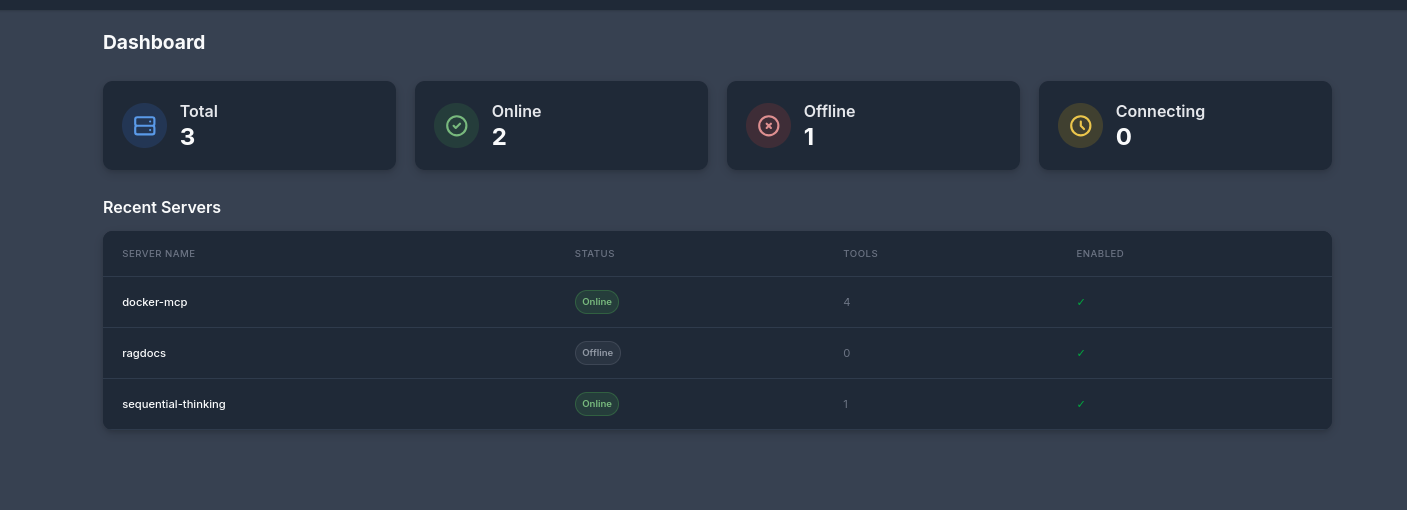 Dashboard
Total
3
Online
2
Offline
1
Connecting
0
Recent Servers
SERVER NAME STATUS TOOLS ENABLED
docker-mcp Online 4 ✓
ragdocs Offline 0 ✓
sequential-thinking Online 1 ✓